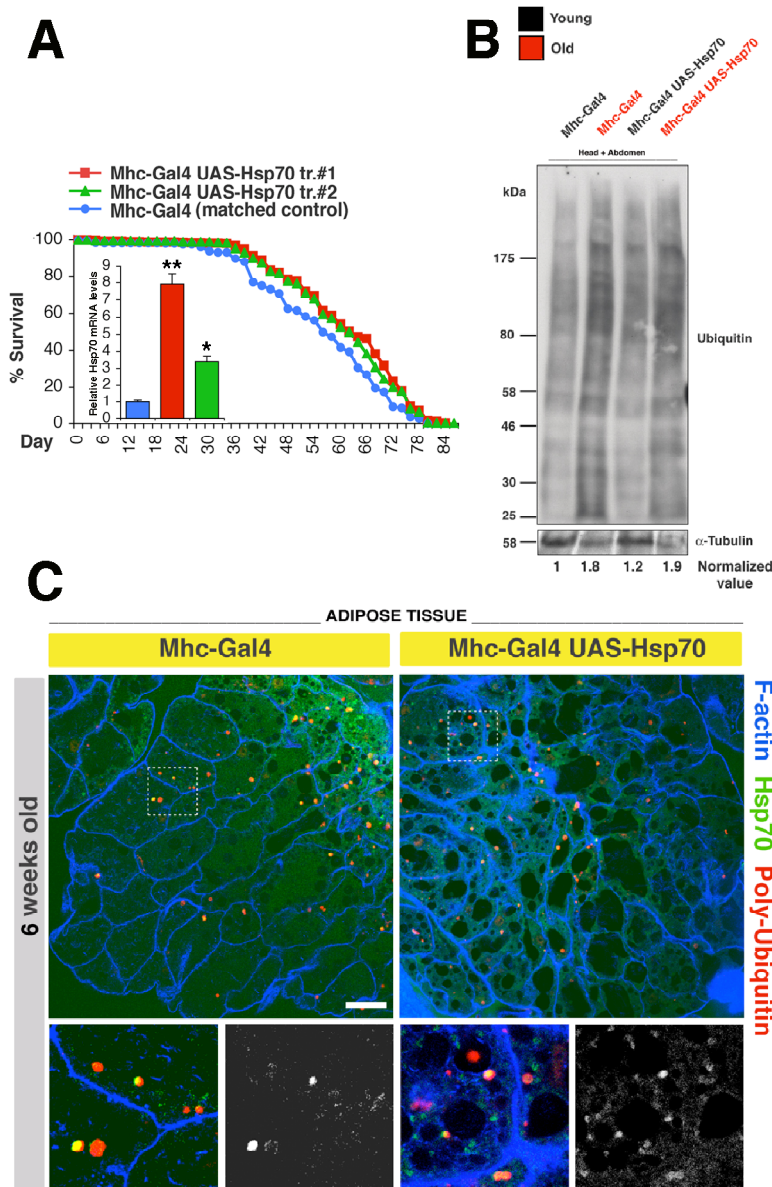 A
Mhc-Gal4 UAS-Hsp70 tr.#1
Mhc-Gal4 UAS-Hsp70 tr.#2
Mhc-Gal4 (matched control)
% Survival
100
80
60
40
20
0
Relative Hsp70 mRNA levels
9
8
7
6
5
4
3
2
1
0
**
*
Day
0 6 12 18 24 30 36 42 48 54 60 66 72 78 84
B
Young
Old
Mhc-Gal4
Mhc-Gal4
Mhc-Gal4 UAS-Hsp70
Mhc-Gal4 UAS-Hsp70
Head + Abdomen
kDa
175
80
58
46
30
25
Ubiquitin
58
α-Tubulin
1 1.8 1.2 1.9
Normalized
value
C
ADIPOSE TISSUE
Mhc-Gal4
Mhc-Gal4 UAS-Hsp70
6 weeks old
F-actin Hsp70 Poly-Ubiquitin